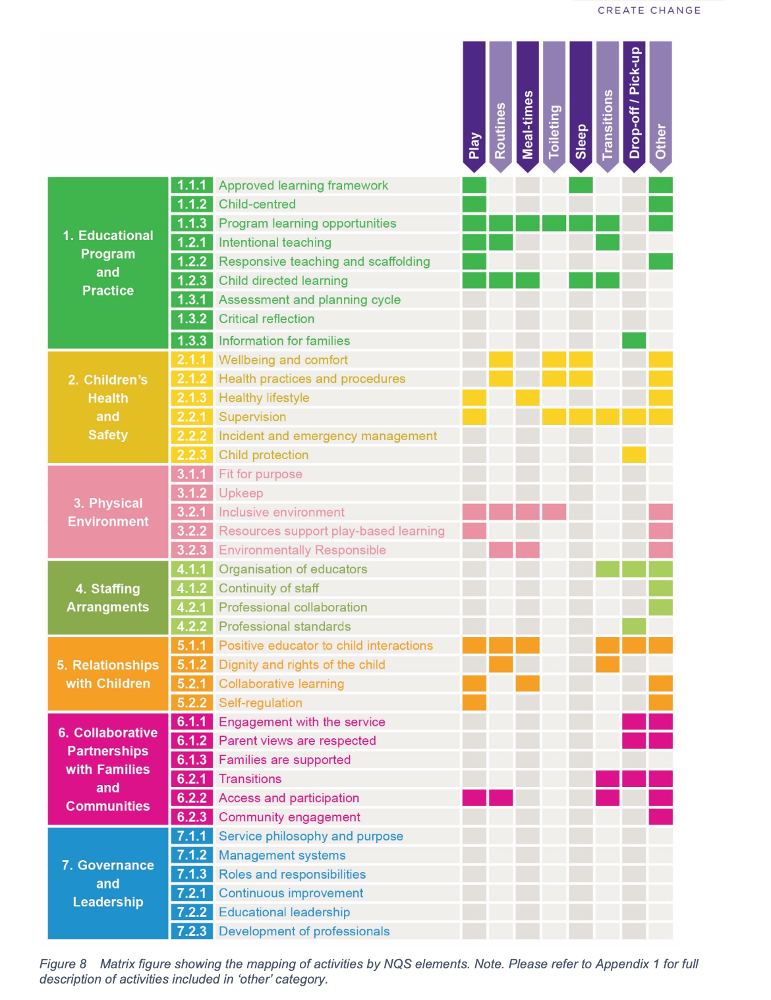 CREATE CHANGE
Play
Routines
Meal-times
Toileting
Sleep
Transitions
Drop-off / Pick-up
Other
1. Educational
Program
and
Practice
1.1.1 Approved learning framework
1.1.2 Child-centred
1.1.3 Program learning opportunities
1.2.1 Intentional teaching
1.2.2 Responsive teaching and scaffolding
1.2.3 Child directed learning
1.3.1 Assessment and planning cycle
1.3.2 Critical reflection
1.3.3 Information for families
2. Children’s
Health
and
Safety
2.1.1 Wellbeing and comfort
2.1.2 Health practices and procedures
2.1.3 Healthy lifestyle
2.2.1 Supervision
2.2.2 Incident and emergency management
2.2.3 Child protection
3. Physical
Environment
3.1.1 Fit for purpose
3.1.2 Upkeep
3.2.1 Inclusive environment
3.2.2 Resources support play-based learning
3.2.3 Environmentally Responsible
4. Staffing
Arrangments
4.1.1 Organisation of educators
4.1.2 Continuity of staff
4.2.1 Professional collaboration
4.2.2 Professional standards
5. Relationships
with Children
5.1.1 Positive educator to child interactions
5.1.2 Dignity and rights of the child
5.2.1 Collaborative learning
5.2.2 Self-regulation
6. Collaborative
Partnerships
with Families
and
Communities
6.1.1 Engagement with the service
6.1.2 Parent views are respected
6.1.3 Families are supported
6.2.1 Transitions
6.2.2 Access and participation
6.2.3 Community engagement
7. Governance
and
Leadership
7.1.1 Service philosophy and purpose
7.1.2 Management systems
7.1.3 Roles and responsibilities
7.2.1 Continuous improvement
7.2.2 Educational leadership
7.2.3 Development of professionals
Figure 8 Matrix figure showing the mapping of activities by NQS elements. Note. Please refer to Appendix 1 for full
description of activities included in ‘other’ category.